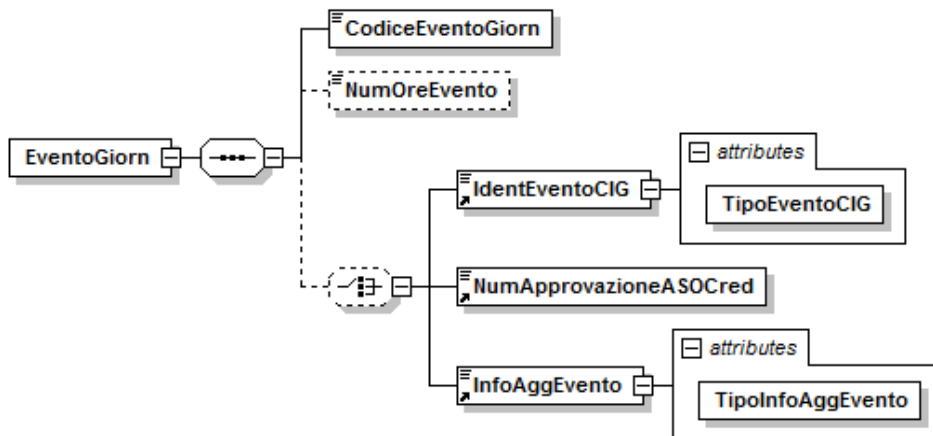 CodiceEventoGiorn
NumOreEvento
EventoGiorn
attributes
IdentEventoCIG
TipoEventoCIG
NumApprovazioneASOCred
attributes
InfoAggEvento
TipoInfoAggEvento